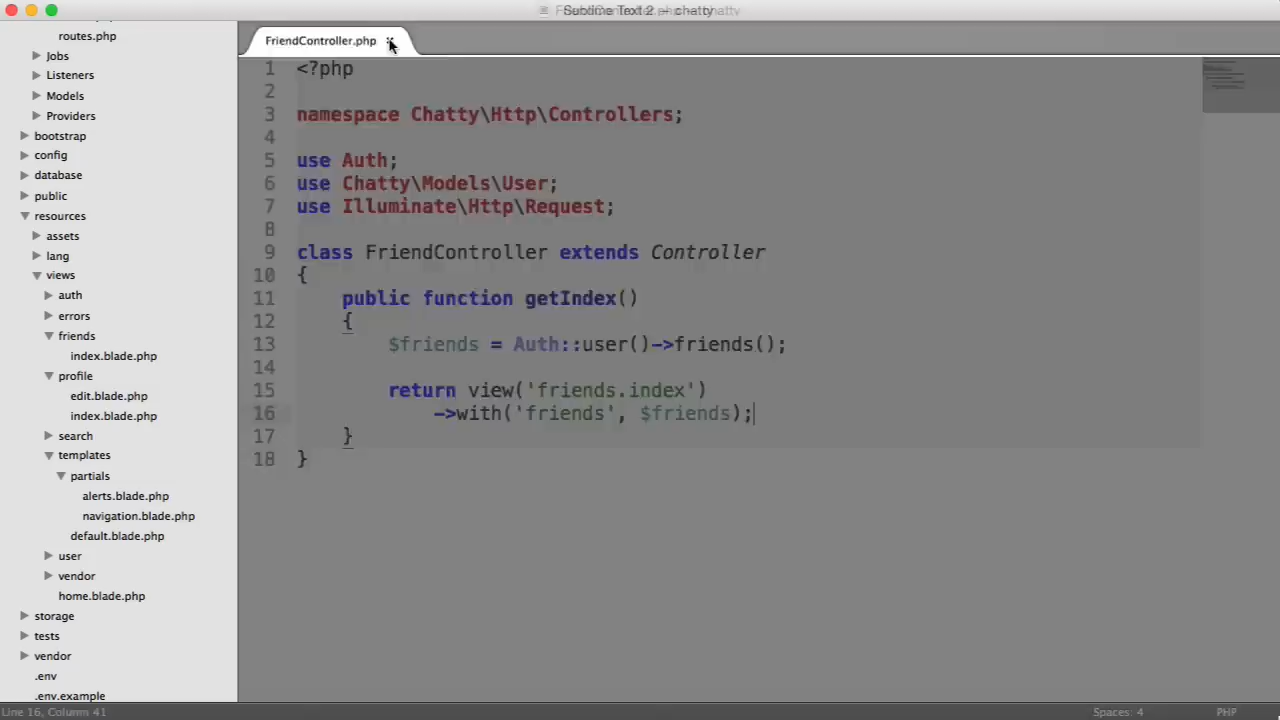 Sublime Text 2 — chatty
routes.php
Jobs
Listeners
Models
Providers
bootstrap
config
database
public
resources
assets
lang
views
auth
errors
friends
index.blade.php
profile
edit.blade.php
index.blade.php
search
templates
partials
alerts.blade.php
navigation.blade.php
default.blade.php
user
vendor
home.blade.php
storage
tests
vendor
.env
.env.example
FriendController.php
1 <?php
2
3 namespace Chatty\Http\Controllers;
4
5 use Auth;
6 use Chatty\Models\User;
7 use Illuminate\Http\Request;
8
9 class FriendController extends Controller
10 {
11 public function getIndex()
12 {
13 $friends = Auth::user()->friends();
14
15 return view('friends.index')
16 ->with('friends', $friends);
17 }
18 }
Line 16, Column 41
Spaces: 4
PHP